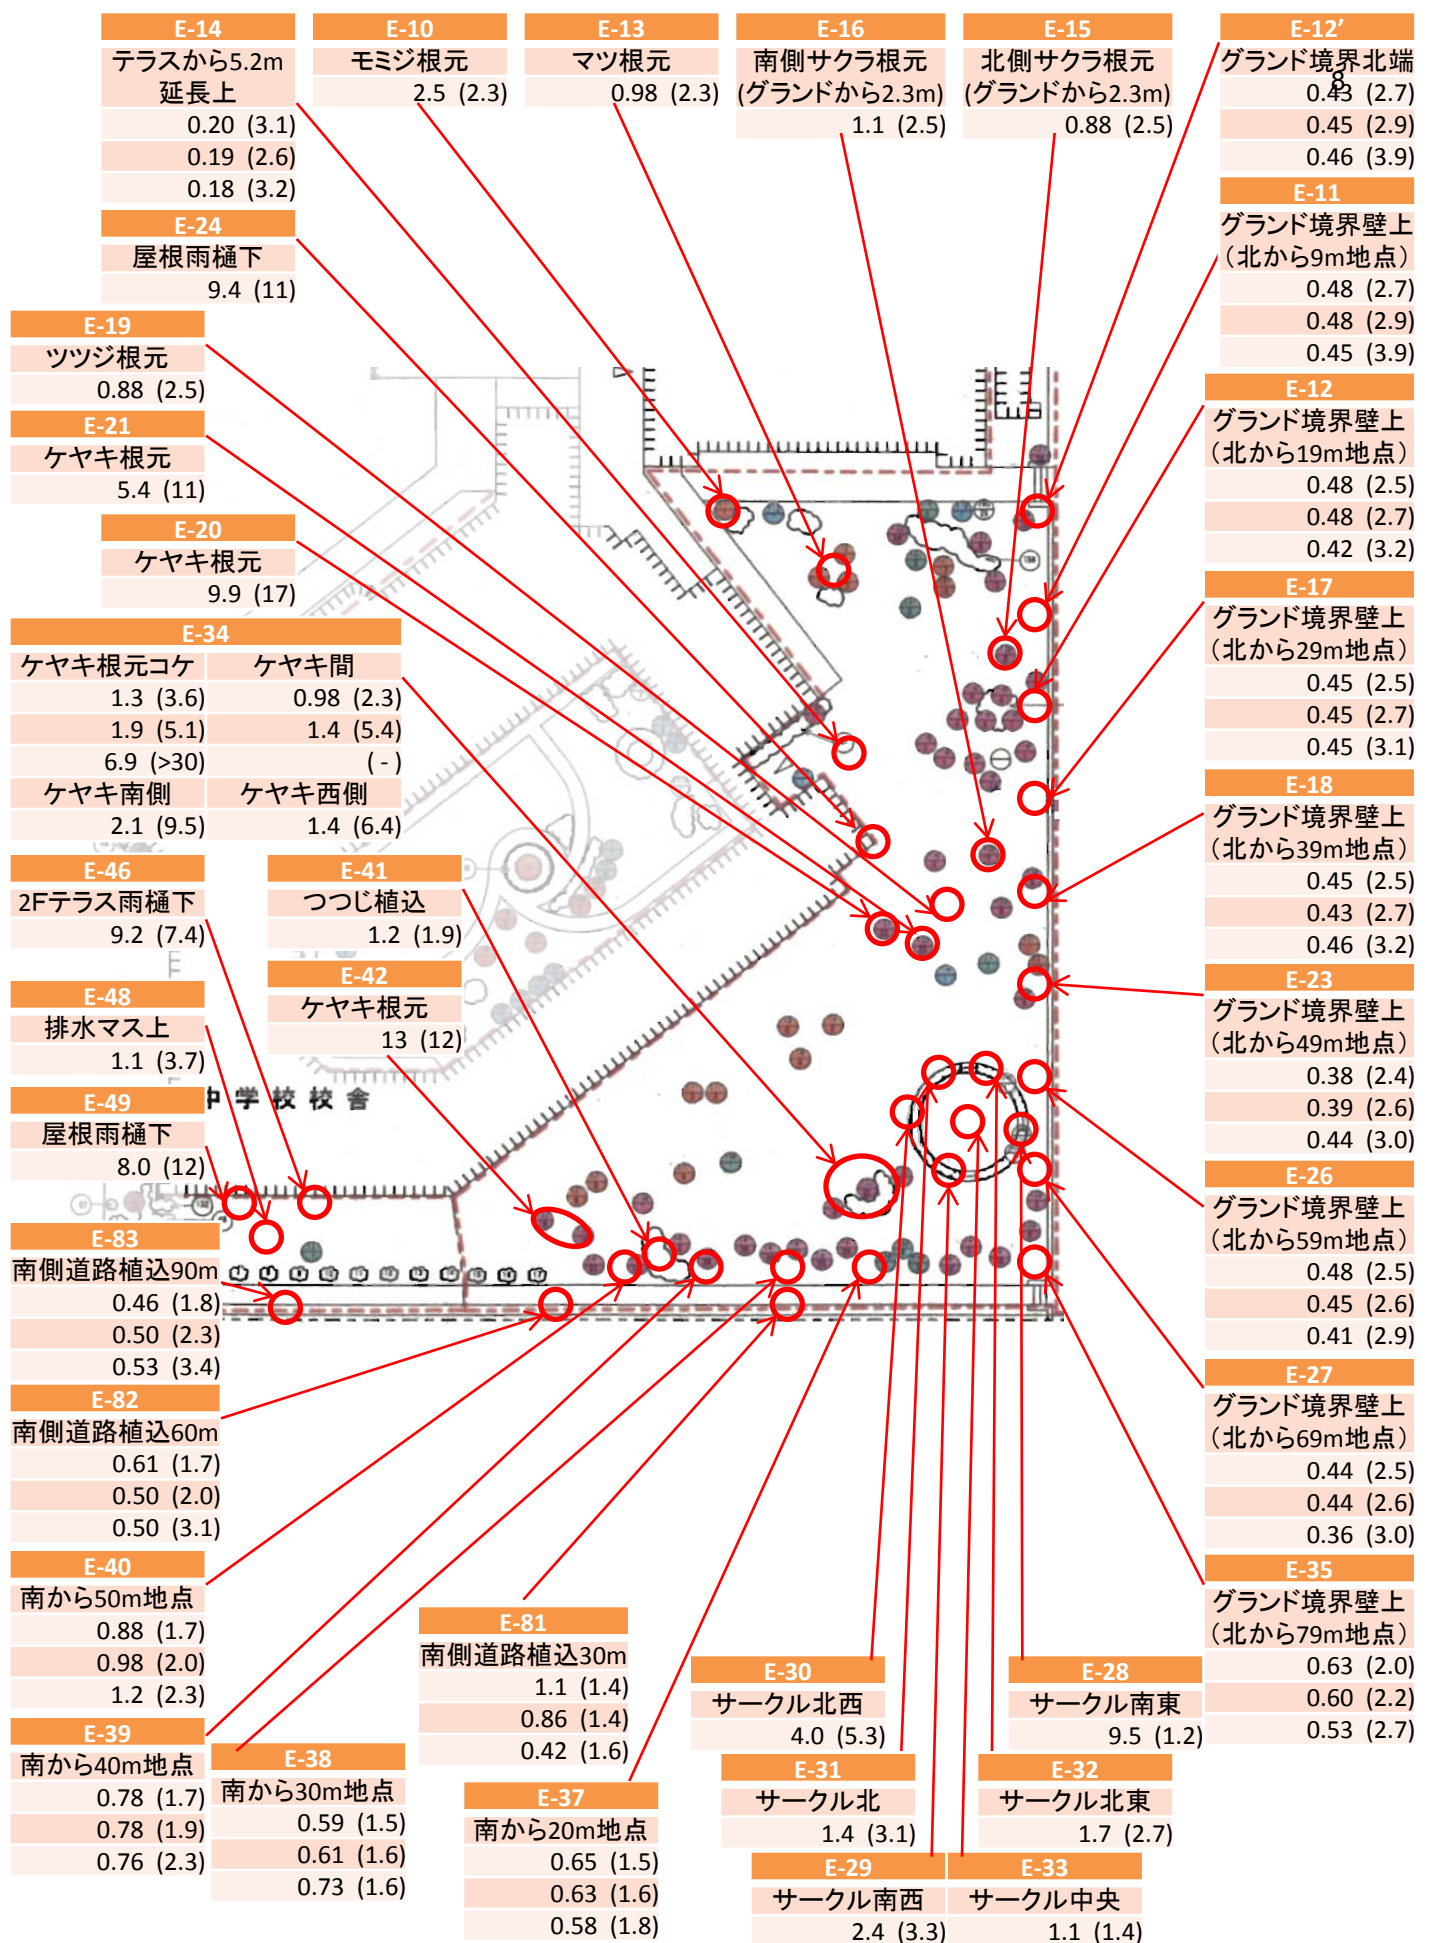 E-14
テラスから5.2m
延長上
0.20 (3.1)
0.19 (2.6)
0.18 (3.2)
E-10
モミジ根元
2.5 (2.3)
E-13
マツ根元
0.98 (2.3)
E-16
南側サクラ根元
(グランドから2.3m)
1.1 (2.5)
E-15
北側サクラ根元
(グランドから2.3m)
0.88 (2.5)
E-12’
グランド境界北端
8
0.43 (2.7)
0.45 (2.9)
0.46 (3.9)
E-11
グランド境界壁上
（北から9m地点）
0.48 (2.7)
0.48 (2.9)
0.45 (3.9)
E-12
グランド境界壁上
（北から19m地点）
0.48 (2.5)
0.48 (2.7)
0.42 (3.2)
E-17
グランド境界壁上
（北から29m地点）
0.45 (2.5)
0.45 (2.7)
0.45 (3.1)
E-18
グランド境界壁上
（北から39m地点）
0.45 (2.5)
0.43 (2.7)
0.46 (3.2)
E-23
グランド境界壁上
（北から49m地点）
0.38 (2.4)
0.39 (2.6)
0.44 (3.0)
E-26
グランド境界壁上
（北から59m地点）
0.48 (2.5)
0.45 (2.6)
0.41 (2.9)
E-27
グランド境界壁上
（北から69m地点）
0.44 (2.5)
0.44 (2.6)
0.36 (3.0)
E-35
グランド境界壁上
（北から79m地点）
0.63 (2.0)
0.60 (2.2)
0.53 (2.7)
E-24
屋根雨樋下
9.4 (11)
E-19
ツツジ根元
0.88 (2.5)
E-21
ケヤキ根元
5.4 (11)
E-20
ケヤキ根元
9.9 (17)
E-34
ケヤキ根元コケ ケヤキ間
1.3 (3.6) 0.98 (2.3)
1.9 (5.1) 1.4 (5.4)
6.9 (>30) ( - )
ケヤキ南側 ケヤキ西側
2.1 (9.5) 1.4 (6.4)
E-46
2Fテラス雨樋下
9.2 (7.4)
E-41
つつじ植込
1.2 (1.9)
E-42
ケヤキ根元
13 (12)
E-48
排水マス上
1.1 (3.7)
中学校校舎
E-49
屋根雨樋下
8.0 (12)
E-83
南側道路植込90m
0.46 (1.8)
0.50 (2.3)
0.53 (3.4)
E-82
南側道路植込60m
0.61 (1.7)
0.50 (2.0)
0.50 (3.1)
E-40
南から50m地点
0.88 (1.7)
0.98 (2.0)
1.2 (2.3)
E-39
南から40m地点
0.78 (1.7)
0.78 (1.9)
0.76 (2.3)
E-38
南から30m地点
0.59 (1.5)
0.61 (1.6)
0.73 (1.6)
E-81
南側道路植込30m
1.1 (1.4)
0.86 (1.4)
0.42 (1.6)
E-37
南から20m地点
0.65 (1.5)
0.63 (1.6)
0.58 (1.8)
E-30
サークル北西
4.0 (5.3)
E-28
サークル南東
9.5 (1.2)
E-31
サークル北
1.4 (3.1)
E-32
サークル北東
1.7 (2.7)
E-29
サークル南西
2.4 (3.3)
E-33
サークル中央
1.1 (1.4)